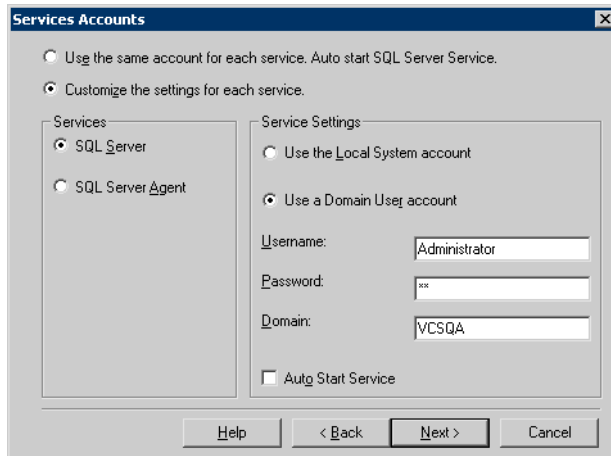 Services Accounts
Use the same account for each service. Auto start SQL Server Service.
Customize the settings for each service.
Services
SQL Server
SQL Server Agent
Service Settings
Use the Local System account
Use a Domain User account
Username:
Administrator
Password:
**
Domain:
VCSQA
Auto Start Service
Help
< Back
Next >
Cancel